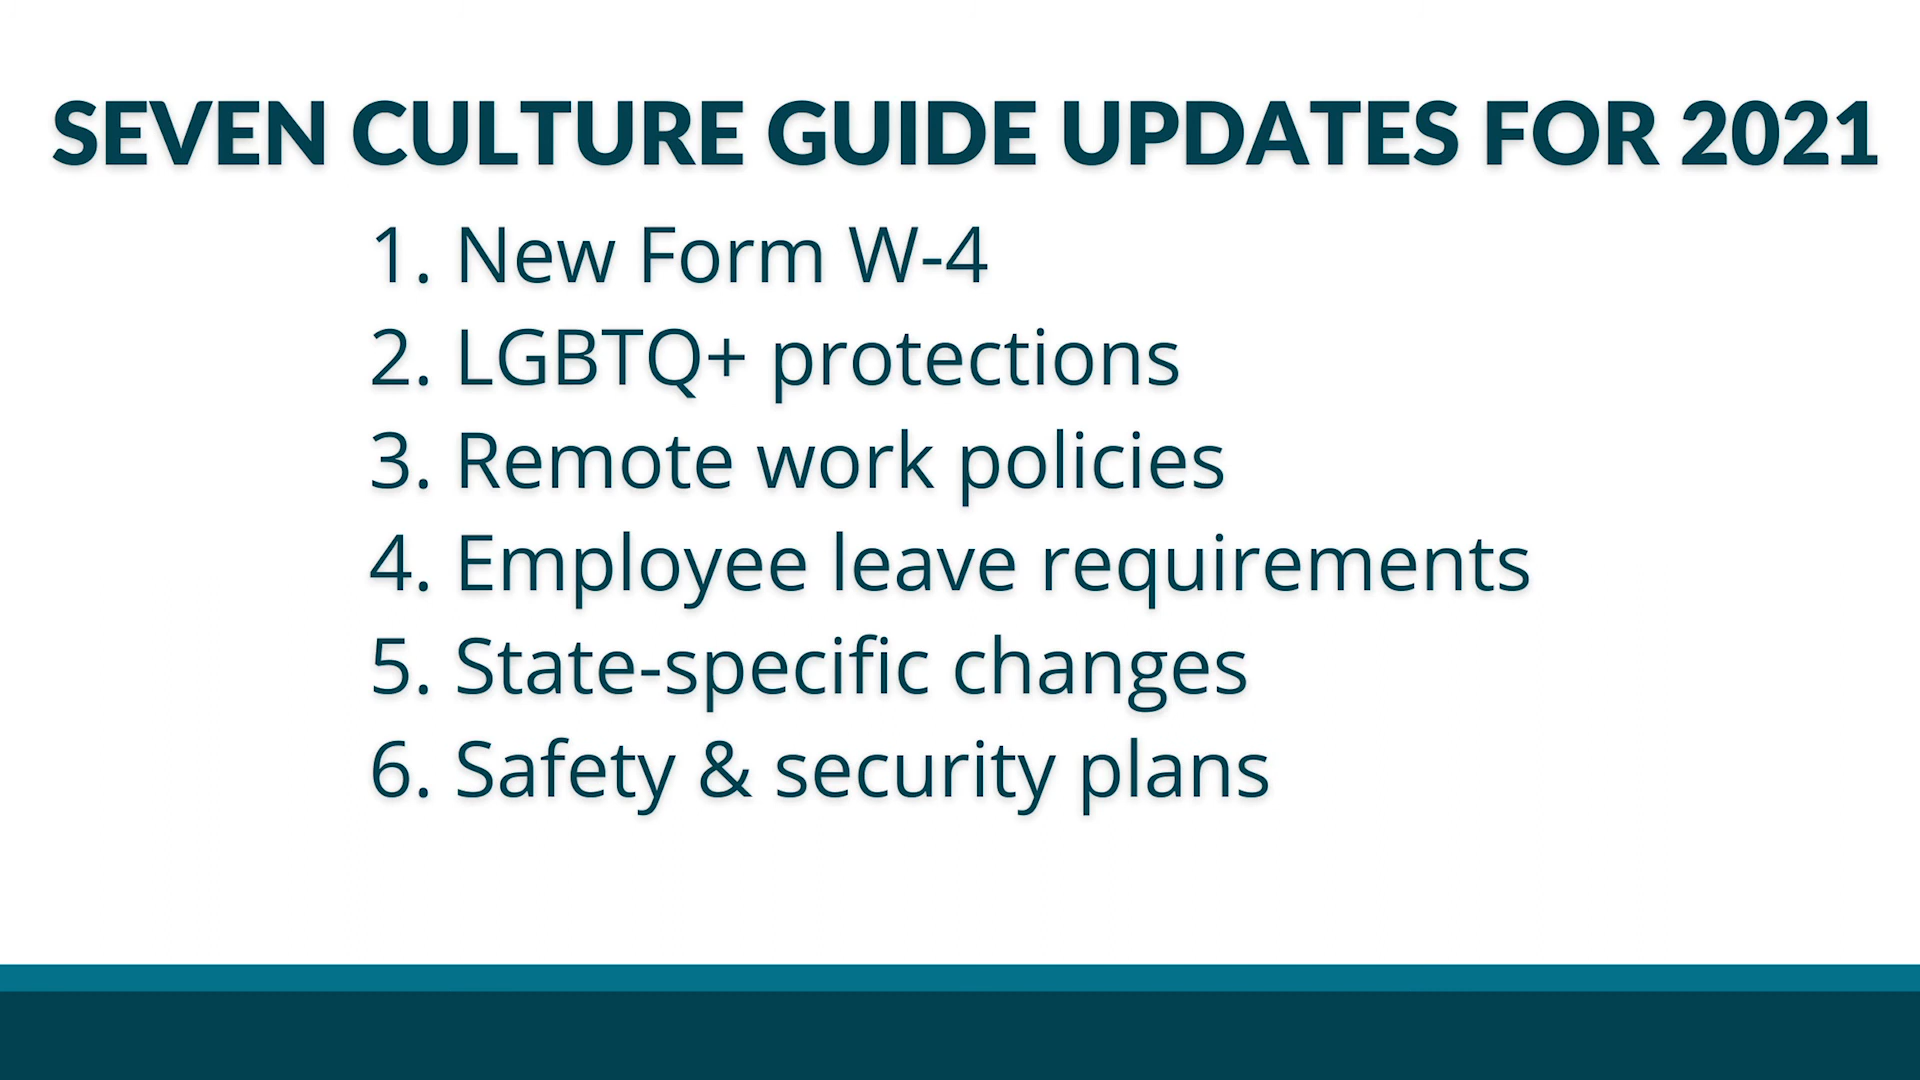 SEVEN CULTURE GUIDE UPDATES FOR 2021
1. New Form W-4
2. LGBTQ+ protections
3. Remote work policies
4. Employee leave requirements
5. State-specific changes
6. Safety & security plans